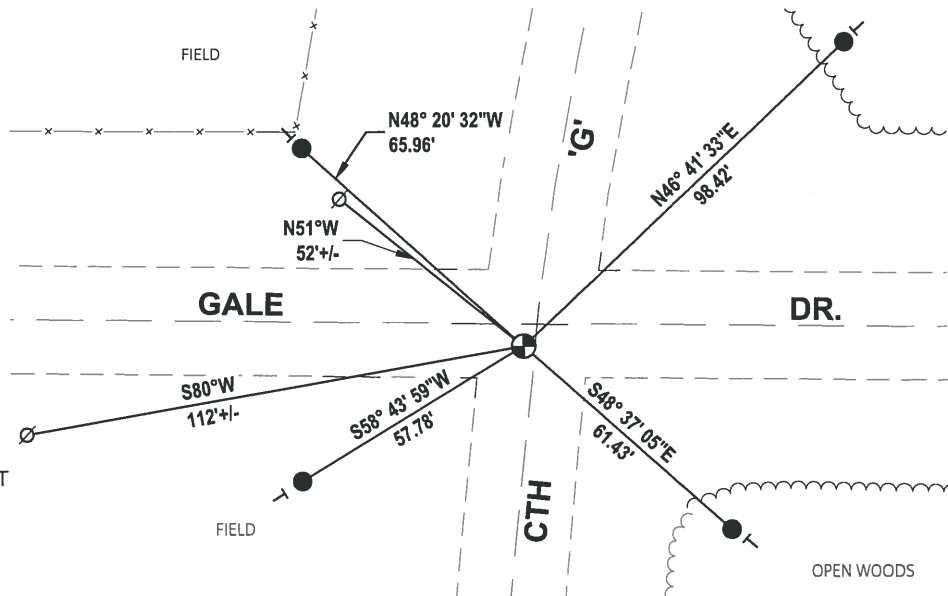 FIELD
N48° 20' 32"W
65.96'
'G'
N46° 41' 33"E
98.42'
N51°W
52'+/-
GALE
DR.
S80°W
112'+/-
S58° 43' 59"W
57.78'
S48° 37' 05"E
61.43'
T
CTH
FIELD
OPEN WOODS